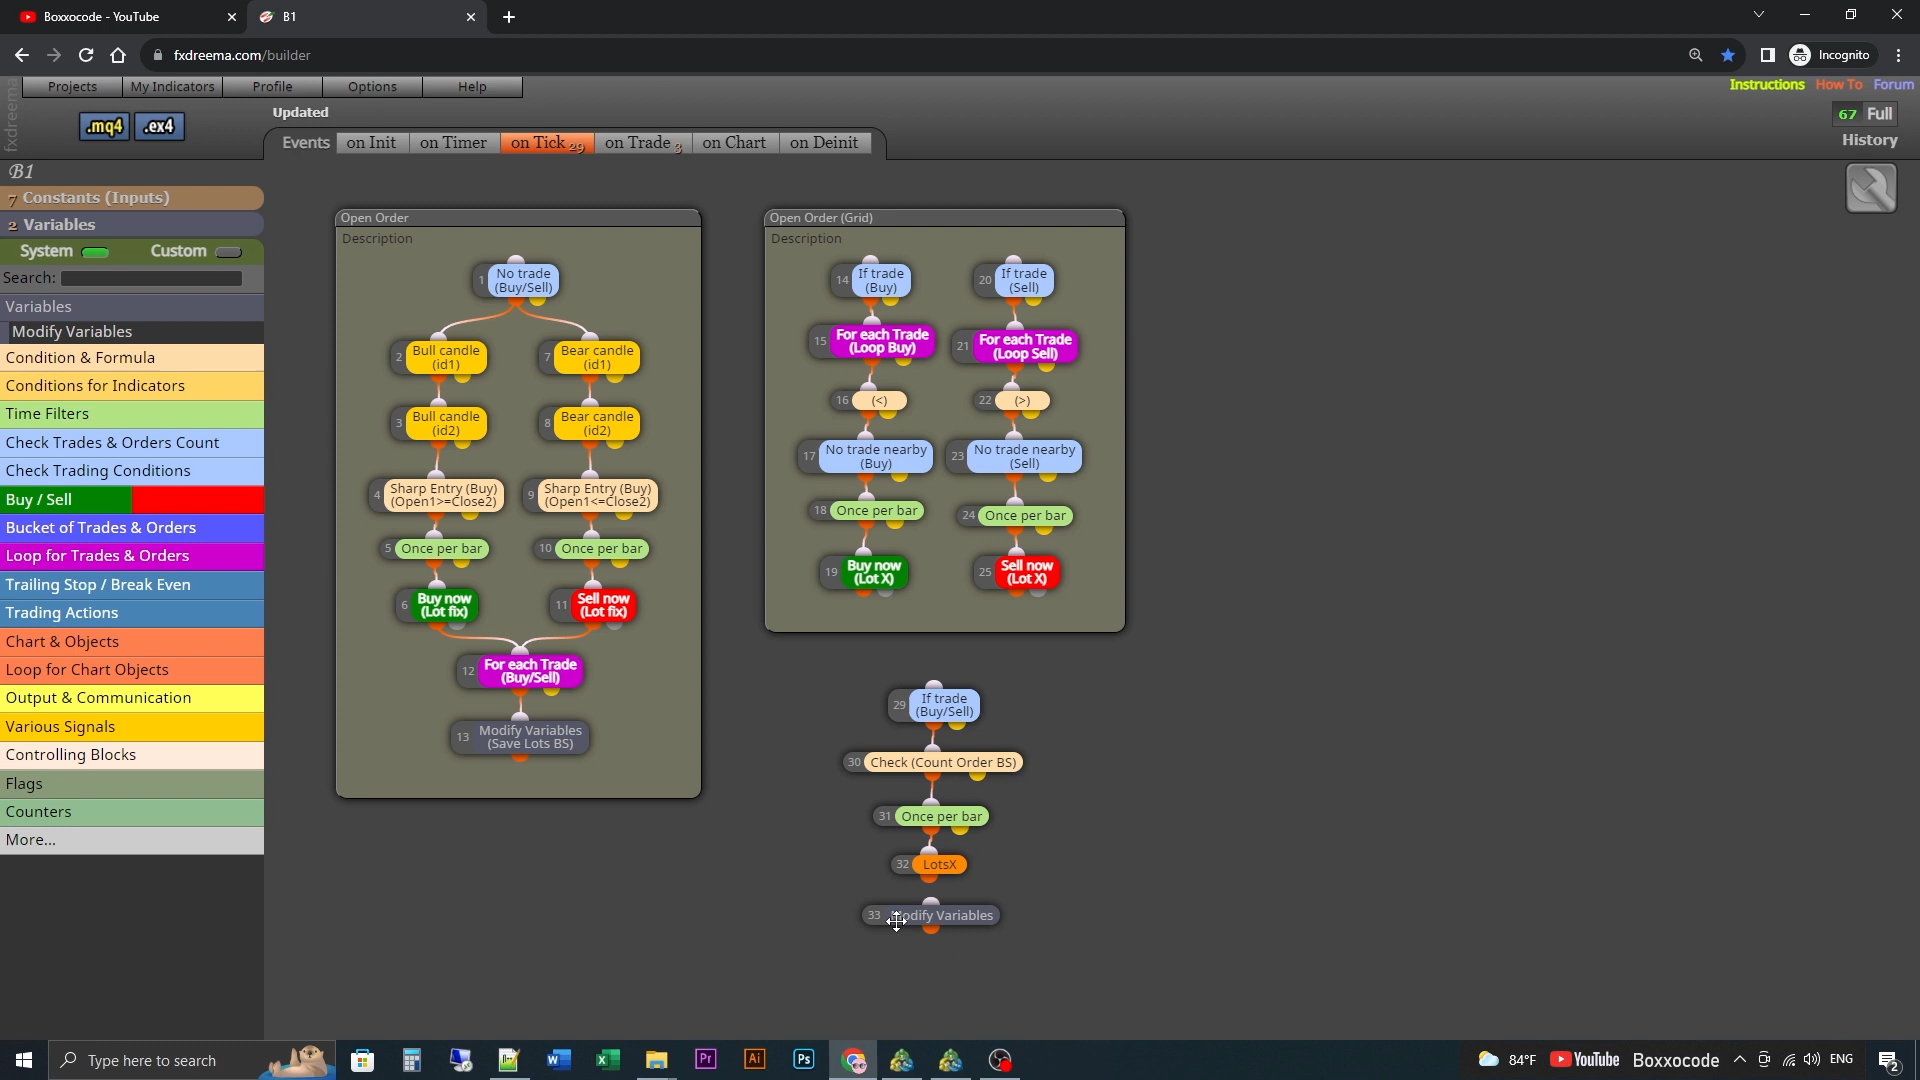 Boxxocode - YouTube
B1
fxdreema.com/builder
Incognito
Projects
My Indicators
Profile
Options
Help
Instructions
How To
Forum
fxdreema
.mq4
.ex4
Updated
67 Full
History
Events
on Init
on Timer
on Tick 29
on Trade 3
on Chart
on Deinit
B1
7 Constants (Inputs)
2 Variables
System
Custom
Search:
Variables
Modify Variables
Condition & Formula
Conditions for Indicators
Time Filters
Check Trades & Orders Count
Check Trading Conditions
Buy / Sell
Bucket of Trades & Orders
Loop for Trades & Orders
Trailing Stop / Break Even
Trading Actions
Chart & Objects
Loop for Chart Objects
Output & Communication
Various Signals
Controlling Blocks
Flags
Counters
More...
Open Order
Description
1 No trade
(Buy/Sell)
2 Bull candle
(id1)
7 Bear candle
(id1)
3 Bull candle
(id2)
8 Bear candle
(id2)
4 Sharp Entry (Buy)
(Open1>=Close2)
9 Sharp Entry (Buy)
(Open1<=Close2)
5 Once per bar
10 Once per bar
6 Buy now
(Lot fix)
11 Sell now
(Lot fix)
12 For each Trade
(Buy/Sell)
13 Modify Variables
(Save Lots BS)
Open Order (Grid)
Description
14 If trade
(Buy)
20 If trade
(Sell)
15 For each Trade
(Loop Buy)
21 For each Trade
(Loop Sell)
16 (<)
22 (>)
17 No trade nearby
(Buy)
23 No trade nearby
(Sell)
18 Once per bar
24 Once per bar
19 Buy now
(Lot X)
25 Sell now
(Lot X)
29 If trade
(Buy/Sell)
30 Check (Count Order BS)
31 Once per bar
32 LotsX
33 Modify Variables
Type here to search
Pr
Ai
Ps
84°F
YouTube
Boxxocode
ENG
2